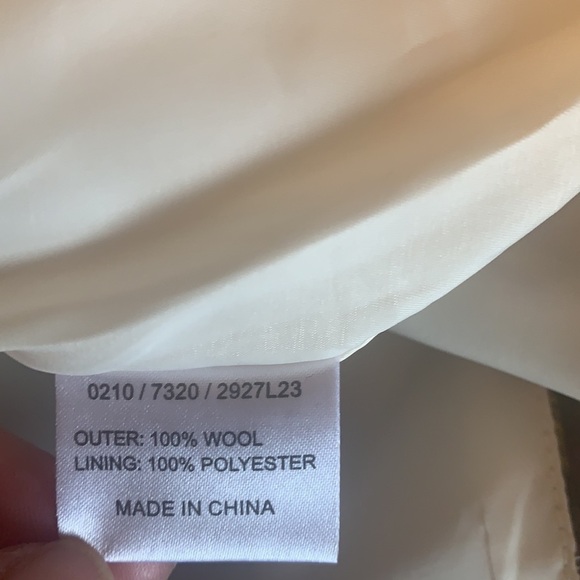 0210 / 7320 / 2927L23
OUTER: 100% WOOL
LINING: 100% POLYESTER
MADE IN CHINA